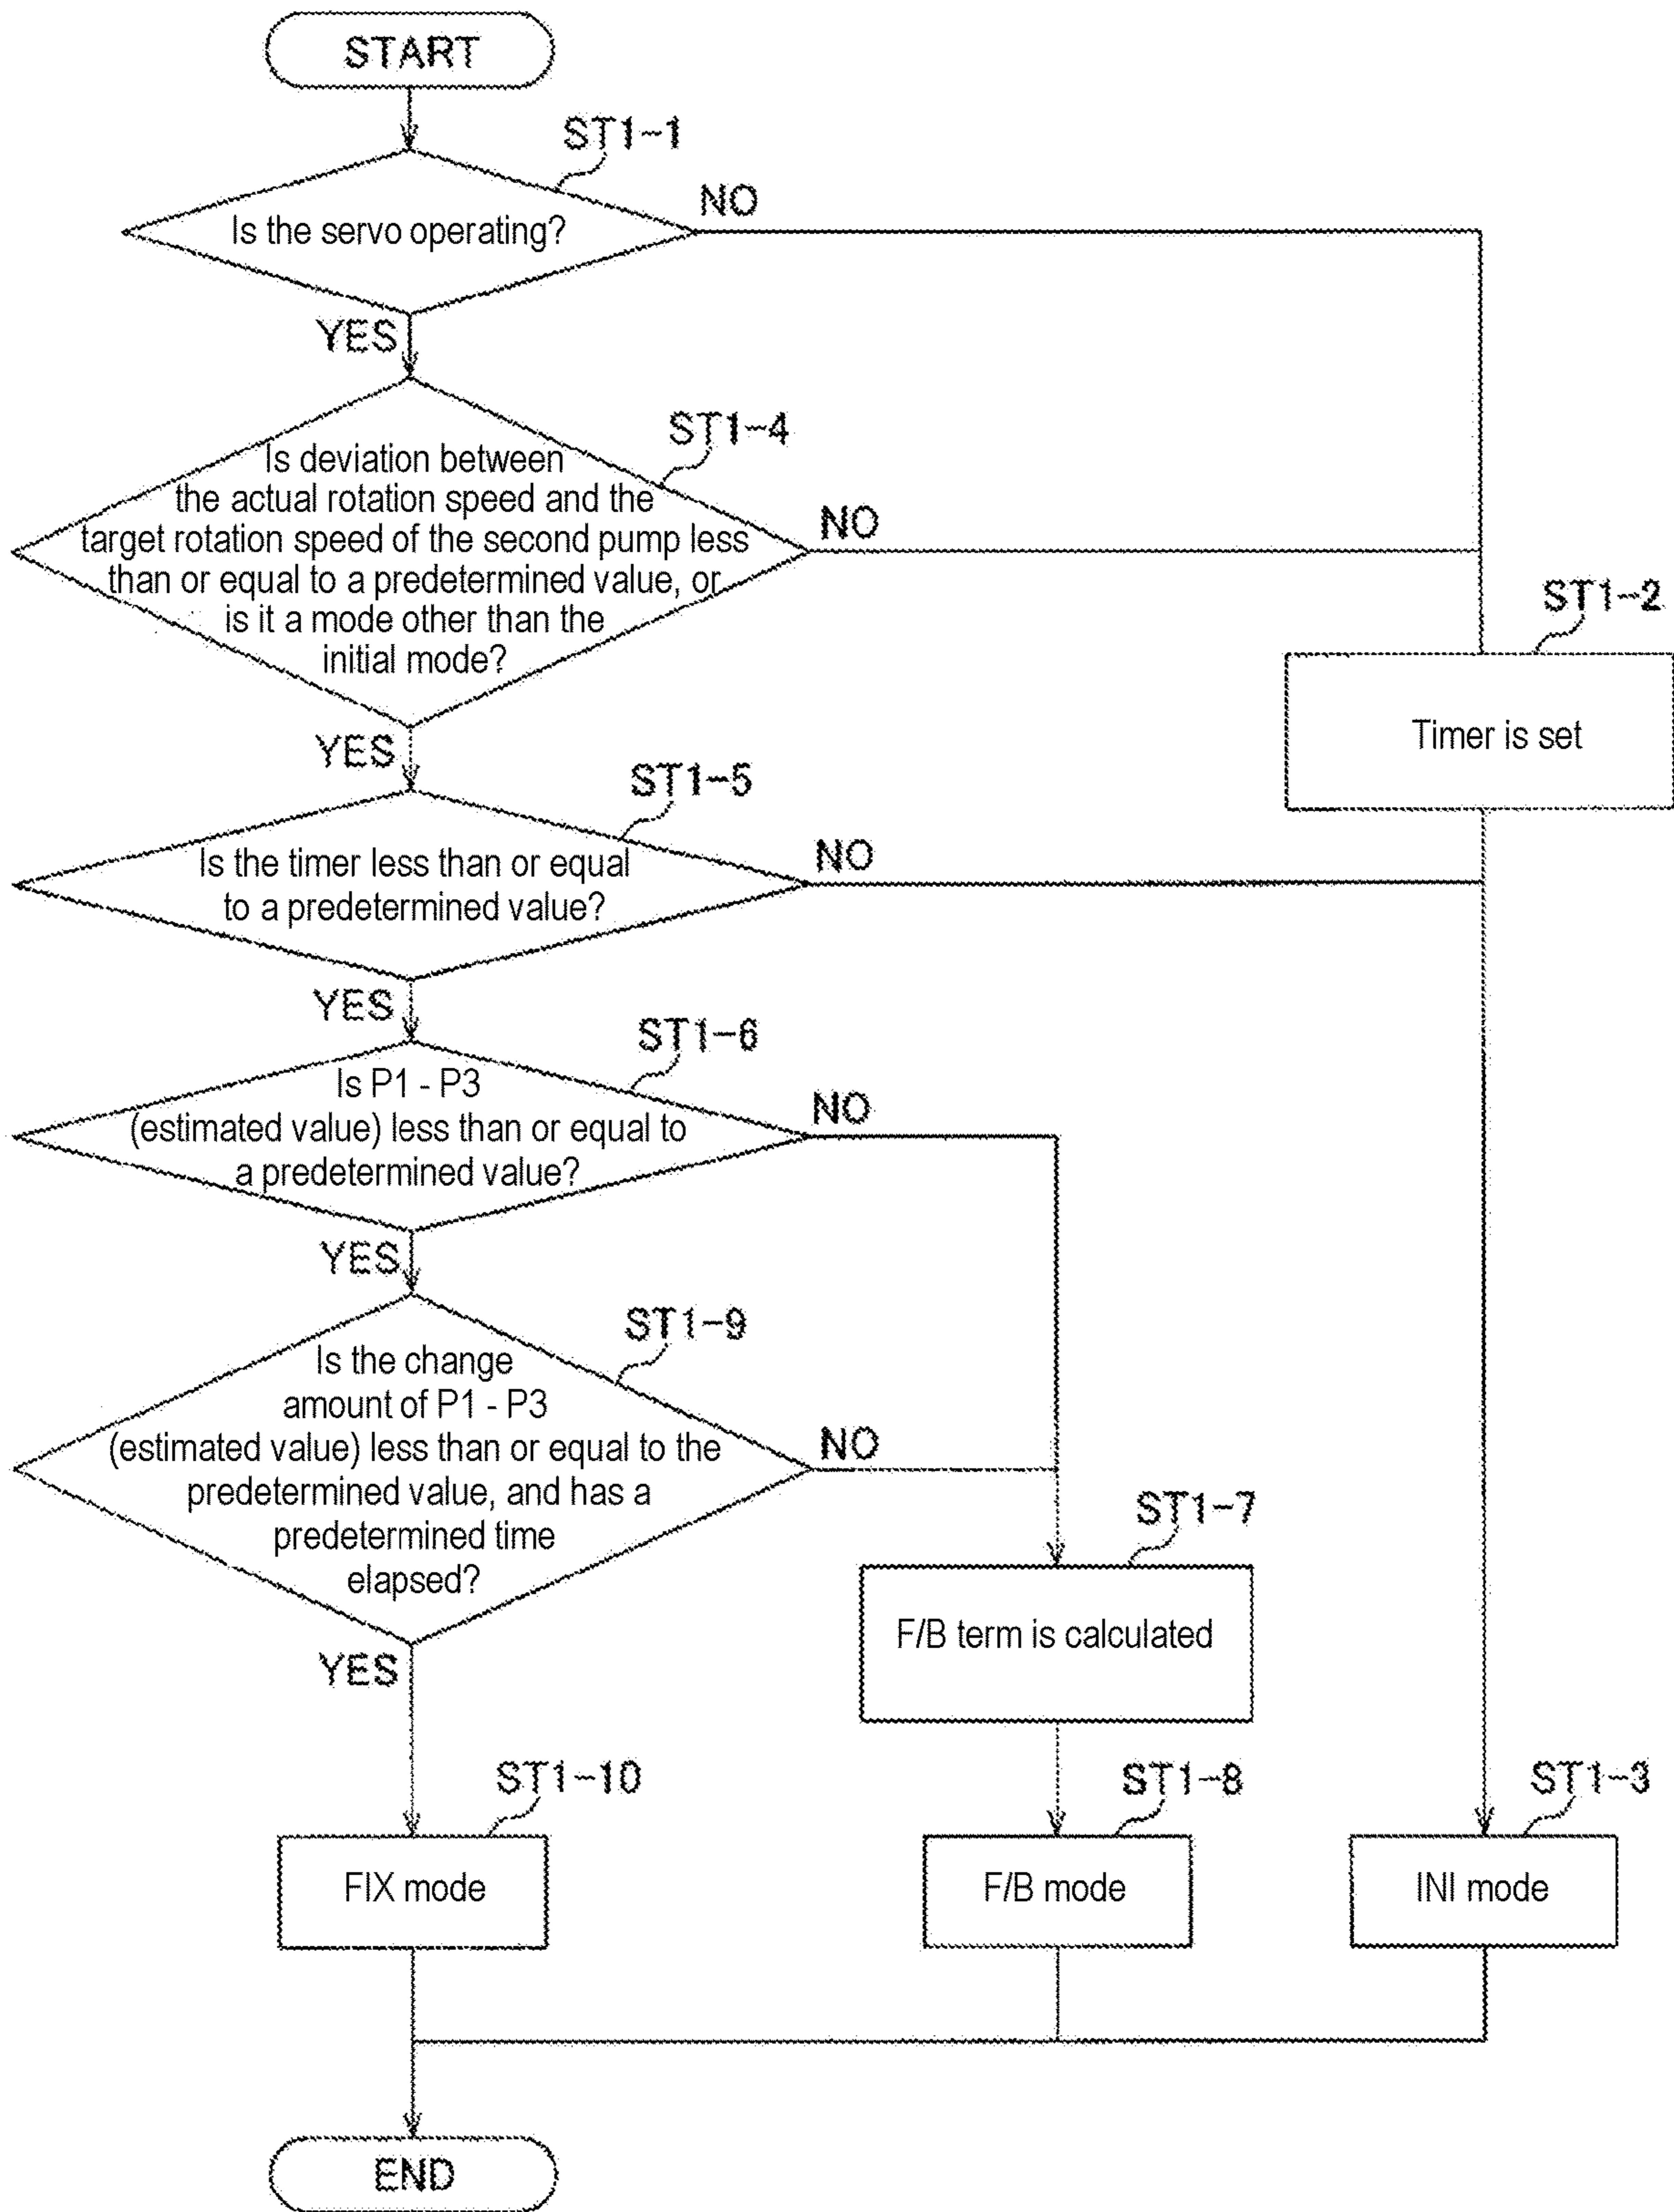 START
ST1-1
Is the servo operating?
NO
YES
ST1-4
Is deviation between
the actual rotation speed and the
target rotation speed of the second pump less
than or equal to a predetermined value, or
is it a mode other than the
initial mode?
NO
YES
ST1-2
Timer is set
ST1-5
Is the timer less than or equal
to a predetermined value?
NO
YES
ST1-6
Is P1 - P3
(estimated value) less than or equal to
a predetermined value?
NO
YES
ST1-9
Is the change
amount of P1 - P3
(estimated value) less than or equal to the
predetermined value, and has a
predetermined time
elapsed?
NO
YES
ST1-7
F/B term is calculated
ST1-10
FIX mode
ST1-8
F/B mode
ST1-3
INI mode
END